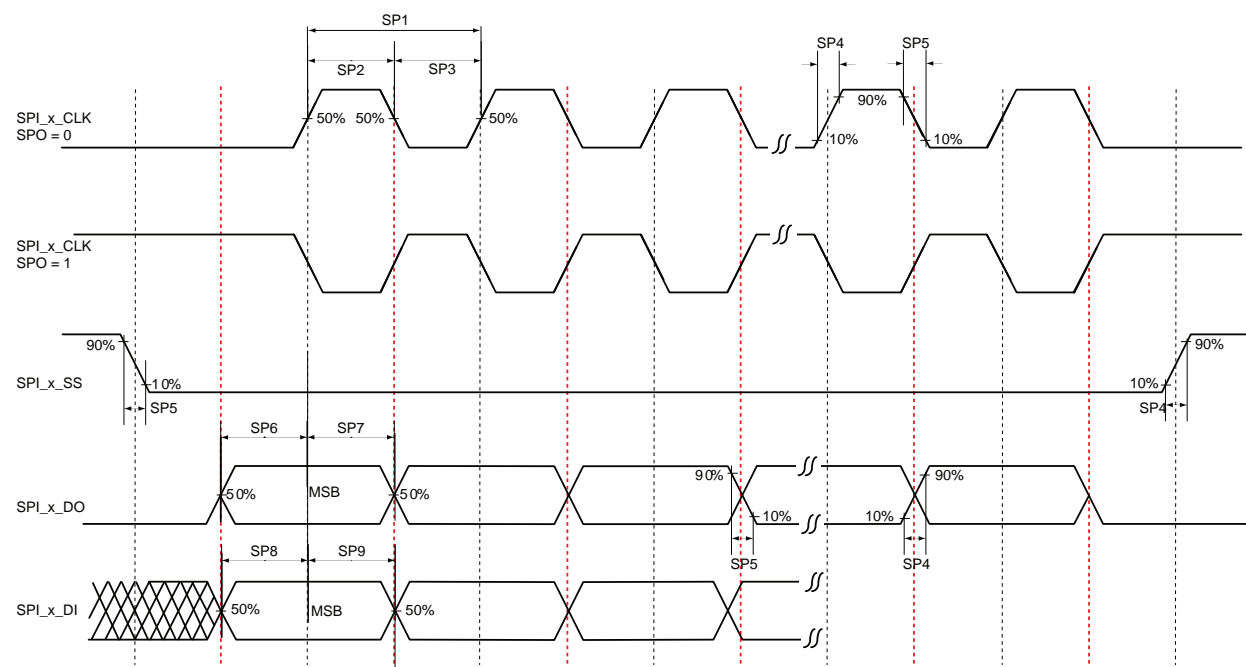 SP1
SP4 SP5
SP2 SP3
SPI_x_CLK
SPO = 0
50% 50% 50% 90%
10% 10%
SPI_x_CLK
SPO = 1
90% 90%
SPI_x_SS 10% 10%
SP5 SP4
SP6 SP7
90% 90%
50% MSB 50%
SPI_x_DO 10% 10%
SP5 SP4
SP8 SP9
SPI_x_DI 50% MSB 50%